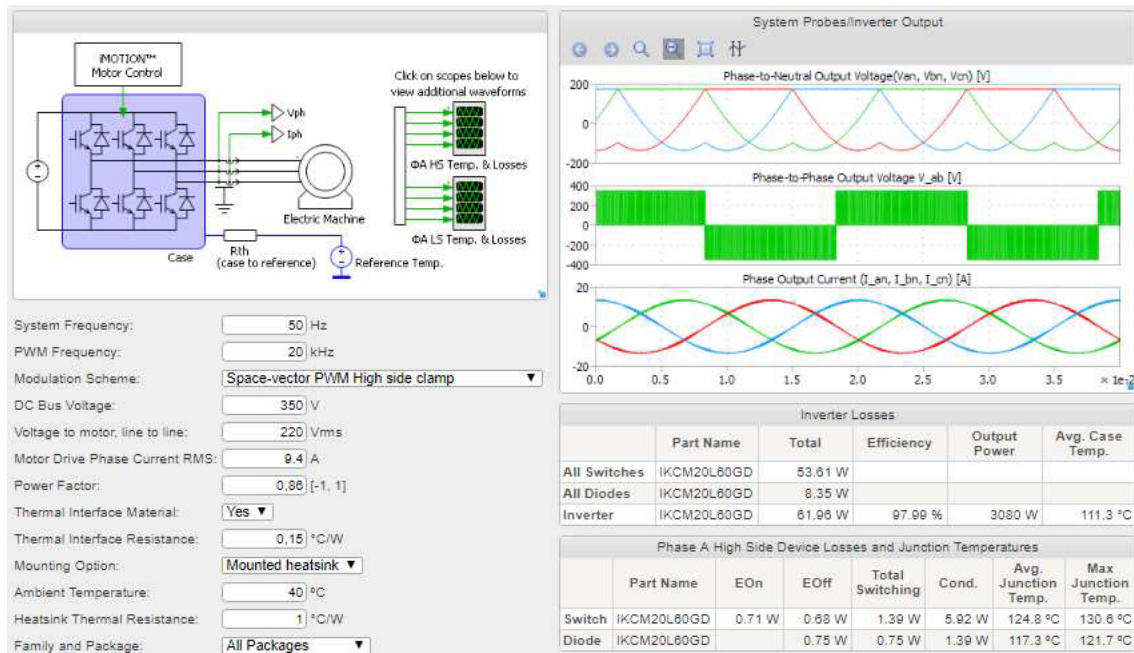 iMOTION™
Motor Control
Click on scopes below to
view additional waveforms
Vph
Iph
ΦA HS Temp. & Losses
Electric Machine
ΦA LS Temp. & Losses
Rth
(case to reference)
Case
Reference Temp.
System Frequency: 50 Hz
PWM Frequency: 20 kHz
Modulation Scheme: Space-vector PWM High side clamp
DC Bus Voltage: 350 V
Voltage to motor, line to line: 220 Vrms
Motor Drive Phase Current RMS: 9.4 A
Power Factor: 0,86 [-1, 1]
Thermal Interface Material: Yes
Thermal Interface Resistance: 0,15 °C/W
Mounting Option: Mounted heatsink
Ambient Temperature: 40 °C
Heatsink Thermal Resistance: 1 °C/W
Family and Package: All Packages
System Probes/Inverter Output
Phase-to-Neutral Output Voltage(Van, Vbn, Vcn) [V]
200
0
-200
Phase-to-Phase Output Voltage V_ab [V]
400
200
0
-200
-400
Phase Output Current (I_an, I_bn, I_cn) [A]
20
0
-20
0.0 0.5 1.0 1.5 2.0 2.5 3.0 3.5 × 1e-2
Inverter Losses
Part Name Total Efficiency Output Power Avg. Case Temp.
All Switches IKCM20L60GD 53.61 W
All Diodes IKCM20L60GD 8.35 W
Inverter IKCM20L60GD 61.96 W 97.99 % 3080 W 111.3 °C
Phase A High Side Device Losses and Junction Temperatures
Part Name EOn EOff Total Switching Cond. Avg. Junction Temp. Max Junction Temp.
Switch IKCM20L60GD 0.71 W 0.68 W 1.39 W 5.92 W 124.8 °C 130.6 °C
Diode IKCM20L60GD 0.75 W 0.75 W 1.39 W 117.3 °C 121.7 °C